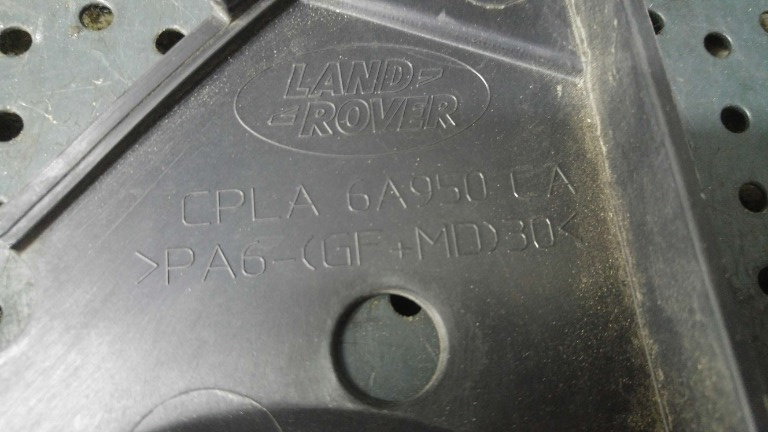 LAND-
-ROVER
CPLA 6A950 CA
>PA6-(GF+MD)30<